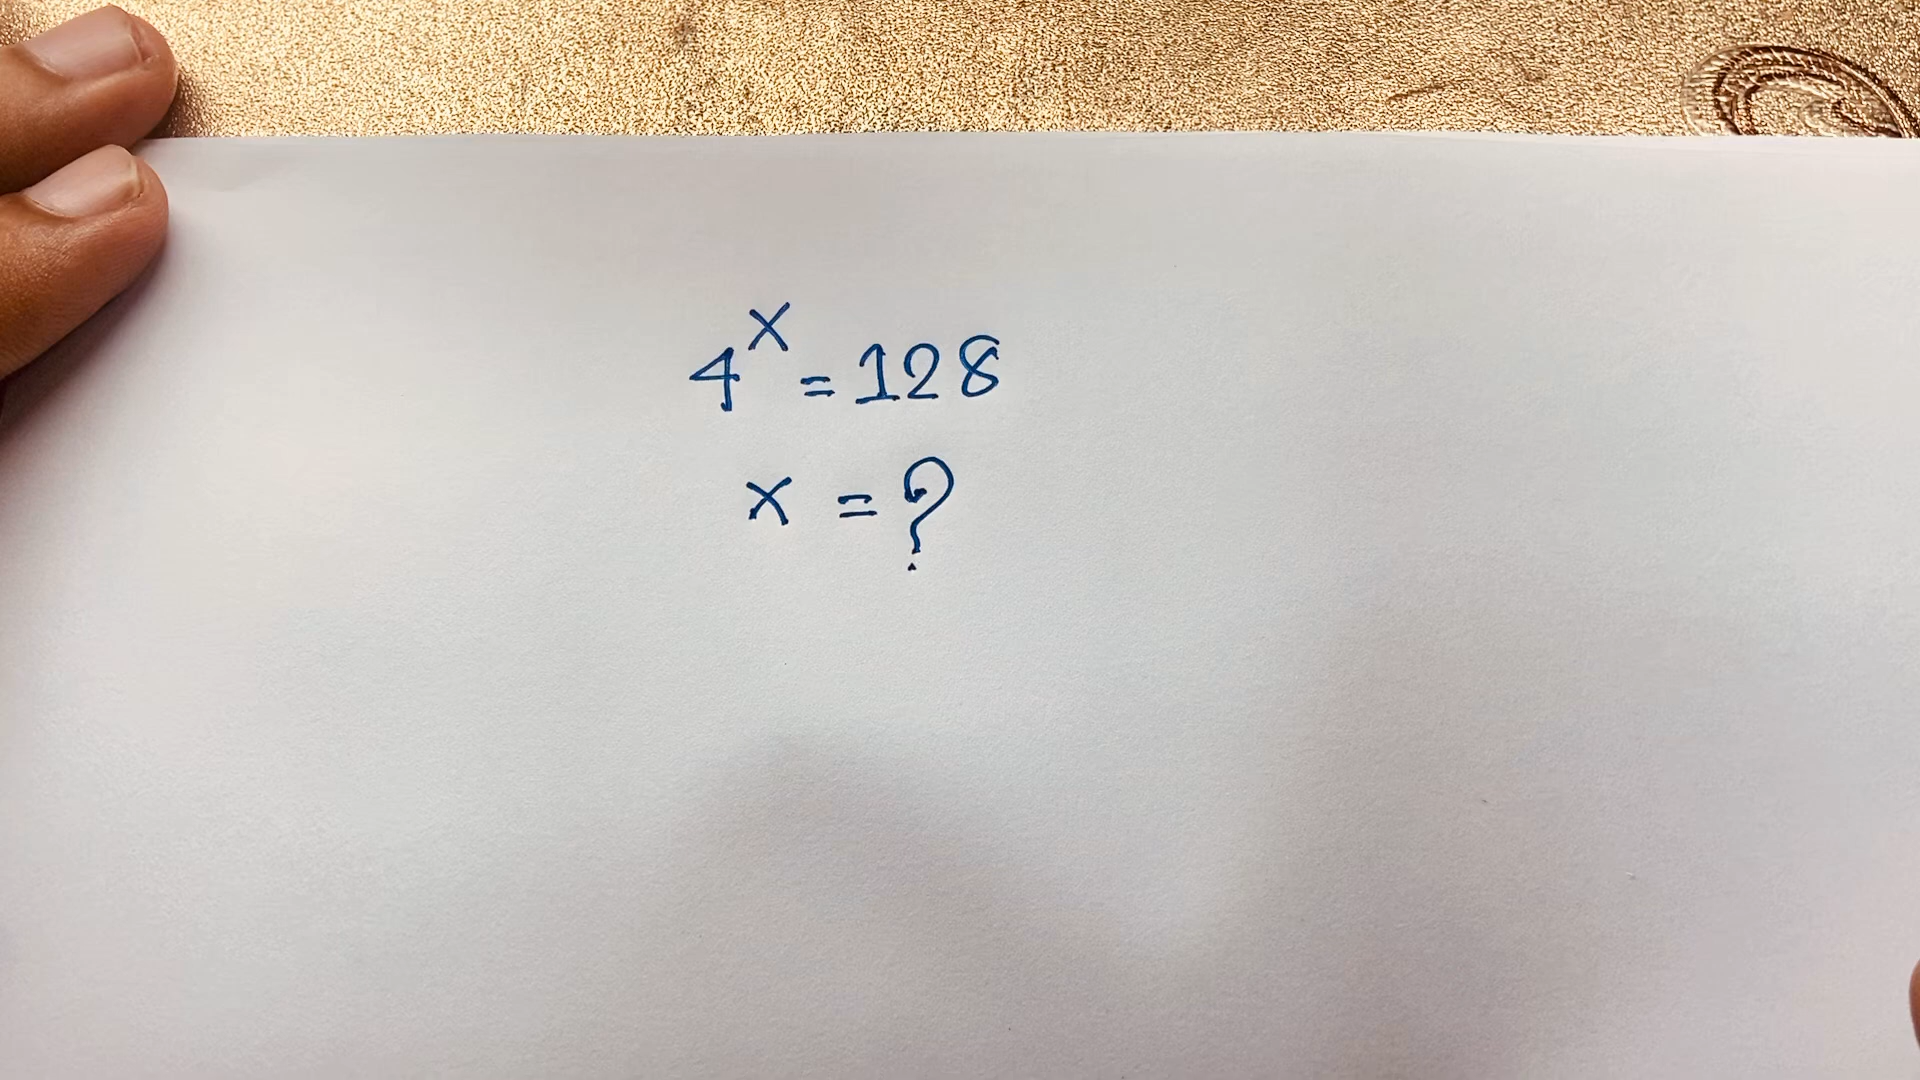 4^x = 128
x = ?